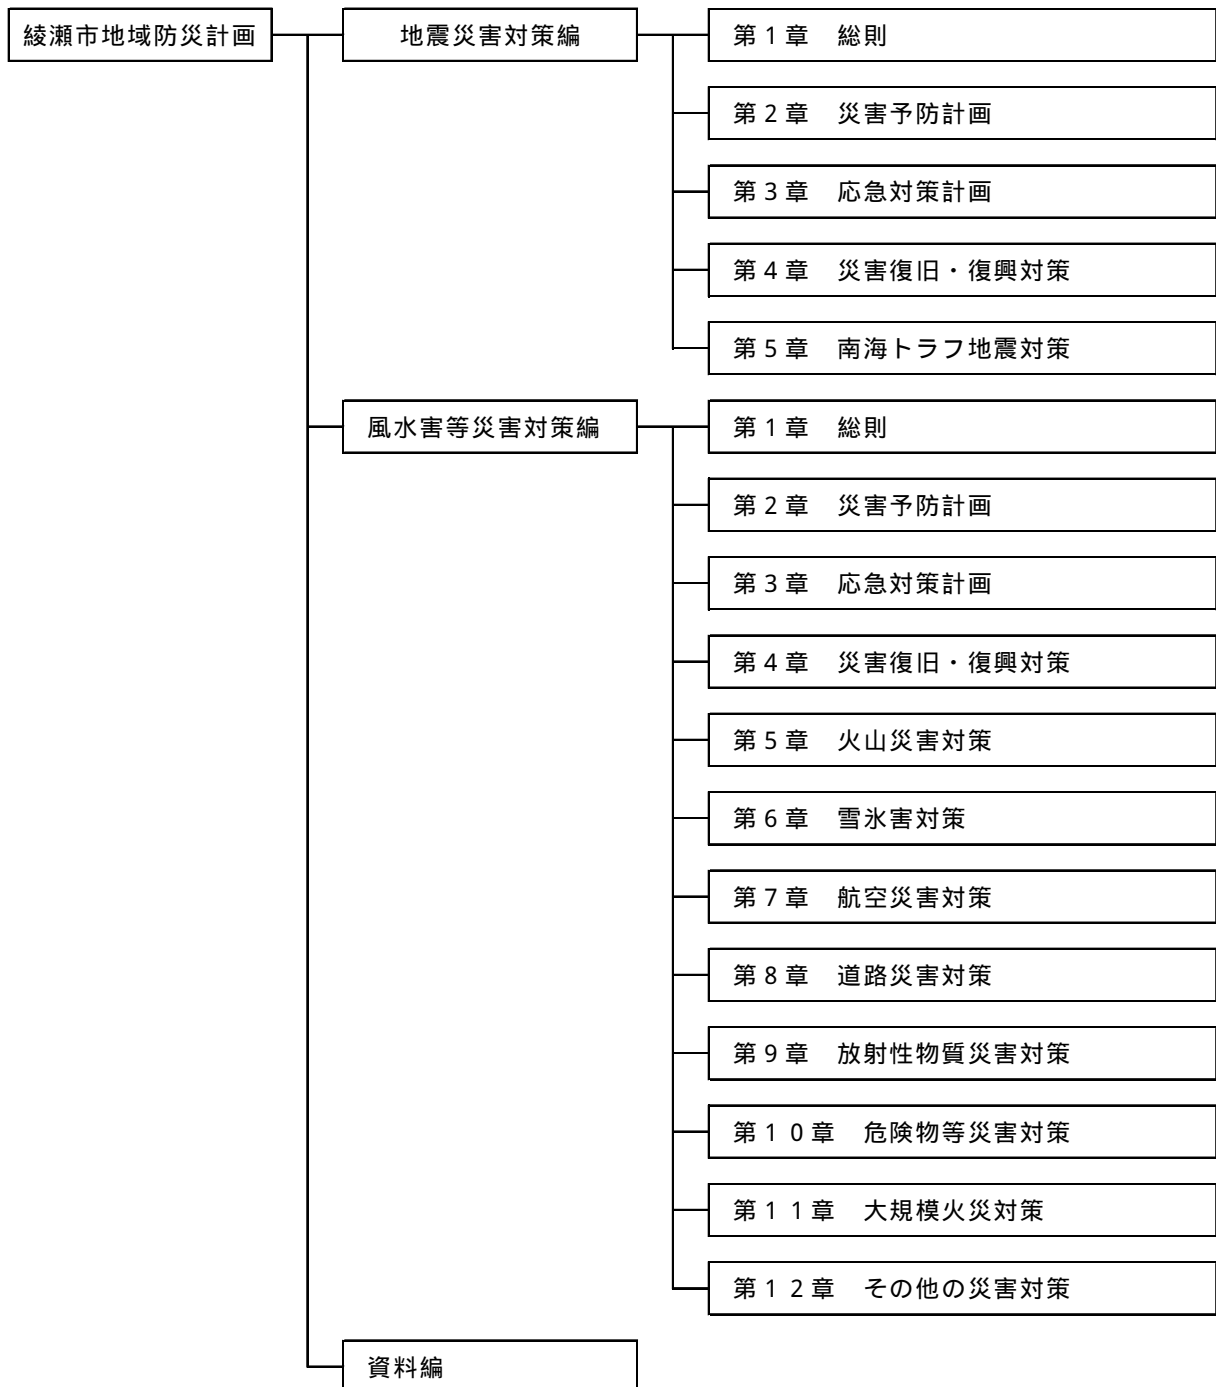 綾瀬市地域防災計画
地震災害対策編
第1章　総則
第2章　災害予防計画
第3章　応急対策計画
第4章　災害復旧・復興対策
第5章　南海トラフ地震対策
風水害等災害対策編
第1章　総則
第2章　災害予防計画
第3章　応急対策計画
第4章　災害復旧・復興対策
第5章　火山災害対策
第6章　雪氷害対策
第7章　航空災害対策
第8章　道路災害対策
第9章　放射性物質災害対策
第10章　危険物等災害対策
第11章　大規模火災対策
第12章　その他の災害対策
資料編